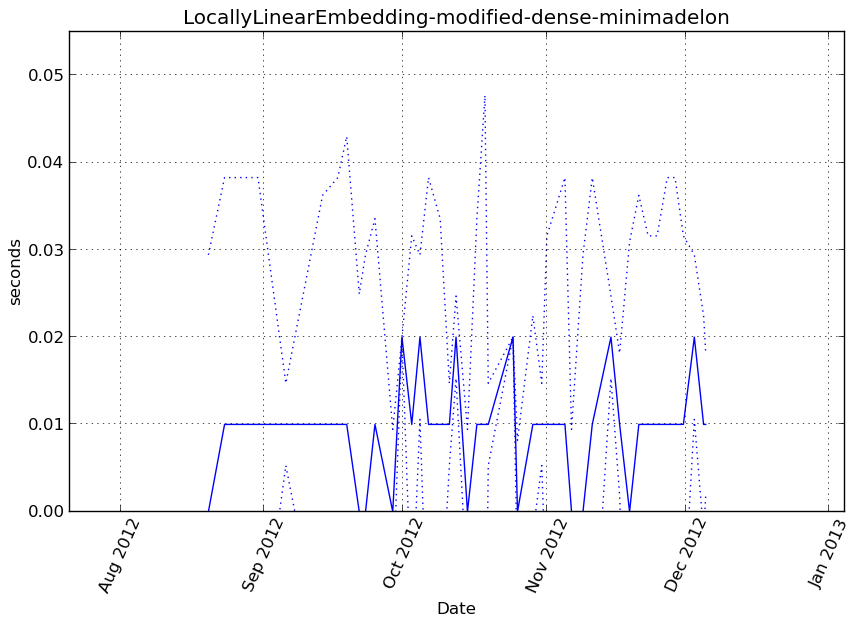 LocallyLinearEmbedding-modified-dense-minimadelon
0.05
0.04
0.03
0.02
0.01
0.00
seconds
Aug 2012
Sep 2012
Oct 2012
Nov 2012
Dec 2012
Jan 2013
Date